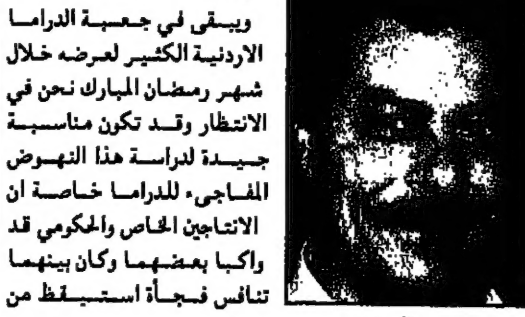 ويبقى في جعبة الدراما
الاردنية الكثير لعرضه خلال
شهر رمضان المبارك نحن في
الانتظار وقد تكون مناسبة
جيدة لدراسة هذا النهوض
المفاجىء للدراما خاصة ان
الانتاجين الخاص والحكومي قد
واكبا بعضهما وكان بينهما
تنافس فجأة استيقظ من